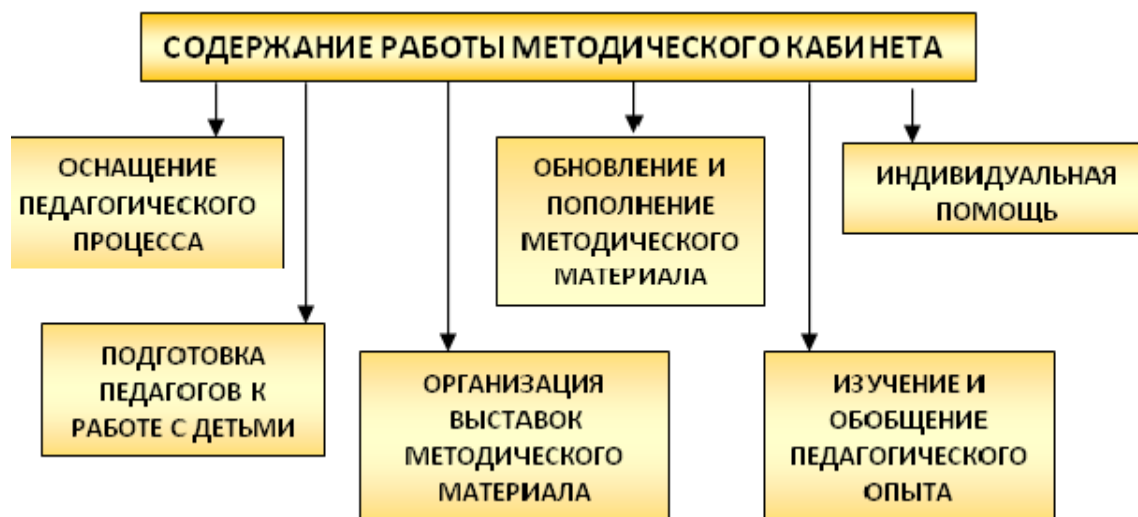 СОДЕРЖАНИЕ РАБОТЫ МЕТОДИЧЕСКОГО КАБИНЕТА
ОСНАЩЕНИЕ
ПЕДАГОГИЧЕСКОГО
ПРОЦЕССА
ОБНОВЛЕНИЕ И
ПОПОЛНЕНИЕ
МЕТОДИЧЕСКОГО
МАТЕРИАЛА
ИНДИВИДУАЛЬНАЯ
ПОМОЩЬ
ПОДГОТОВКА
ПЕДАГОГОВ К
РАБОТЕ С ДЕТЬМИ
ОРГАНИЗАЦИЯ
ВЫСТАВОК
МЕТОДИЧЕСКОГО
МАТЕРИАЛА
ИЗУЧЕНИЕ И
ОБОБЩЕНИЕ
ПЕДАГОГИЧЕСКОГО
ОПЫТА